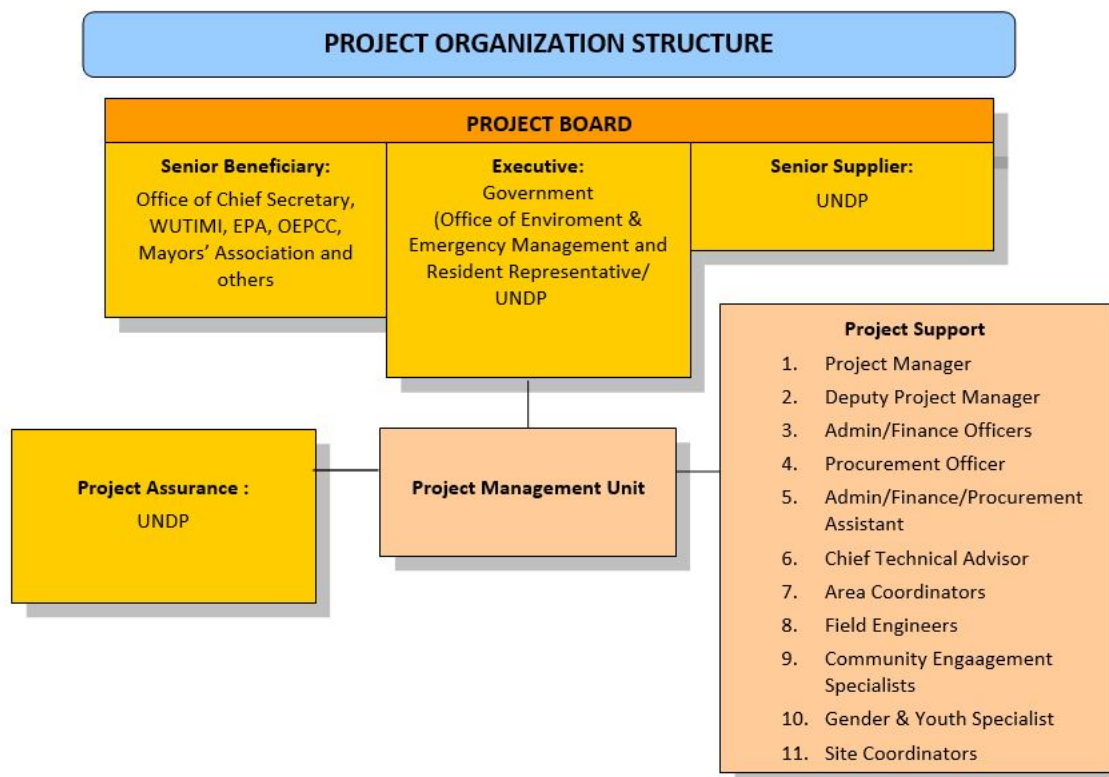 PROJECT ORGANIZATION STRUCTURE
PROJECT BOARD
Senior Beneficiary:
Office of Chief Secretary,
WUTIMI, EPA, OEPCC,
Mayors’ Association and
others
Executive:
Government
(Office of Enviroment &
Emergency Management and
Resident Representative/
UNDP
Senior Supplier:
UNDP
Project Assurance :
UNDP
Project Management Unit
Project Support
1. Project Manager
2. Deputy Project Manager
3. Admin/Finance Officers
4. Procurement Officer
5. Admin/Finance/Procurement
Assistant
6. Chief Technical Advisor
7. Area Coordinators
8. Field Engineers
9. Community Engaagement
Specialists
10. Gender & Youth Specialist
11. Site Coordinators